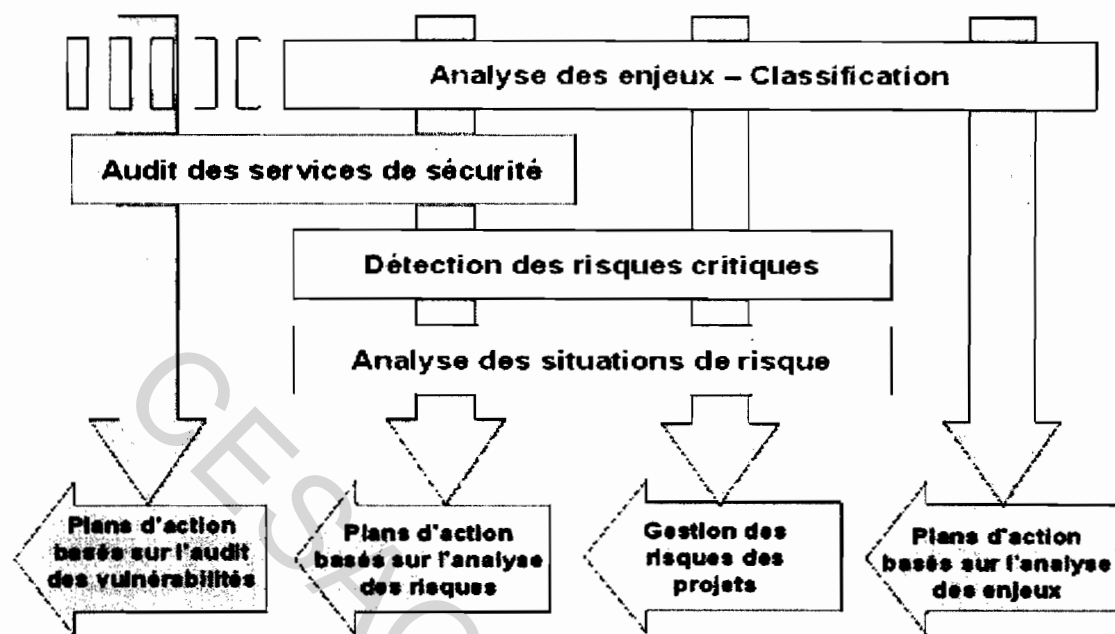 Analyse des enjeux – Classification
Audit des services de sécurité
Détection des risques critiques
Analyse des situations de risque
Plans d'action
basés sur l'audit
des vulnérabilités
Plans d'action
basés sur l'analyse
des risques
Gestion des
risques des
projets
Plans d'action
basés sur l'analyse
des enjeux